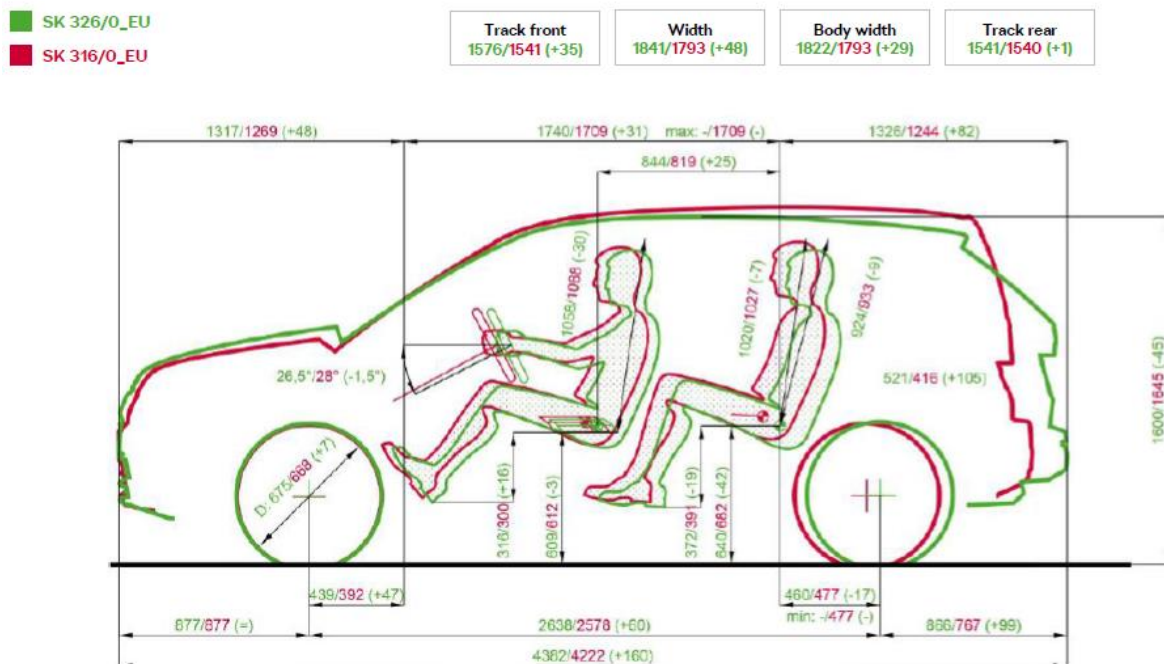 SK 326/0_EU
SK 316/0_EU
Track front
1576/1541 (+35)
Width
1841/1793 (+48)
Body width
1822/1793 (+29)
Track rear
1541/1540 (+1)
1317/1269 (+48)
1740/1709 (+31) max: -/1709 (-)
1326/1244 (+82)
844/819 (+25)
1058/1088 (-30)
1020/1027 (-7)
924/933 (-9)
26,5°/28° (-1,5°)
521/416 (+105)
1600/1645 (-45)
D: 675/668 (+7)
316/300 (+16)
609/612 (-3)
372/391 (-19)
640/682 (-42)
439/392 (+47)
460/477 (-17)
min: -/477 (-)
877/877 (=)
2638/2578 (+60)
866/767 (+99)
4382/4222 (+160)